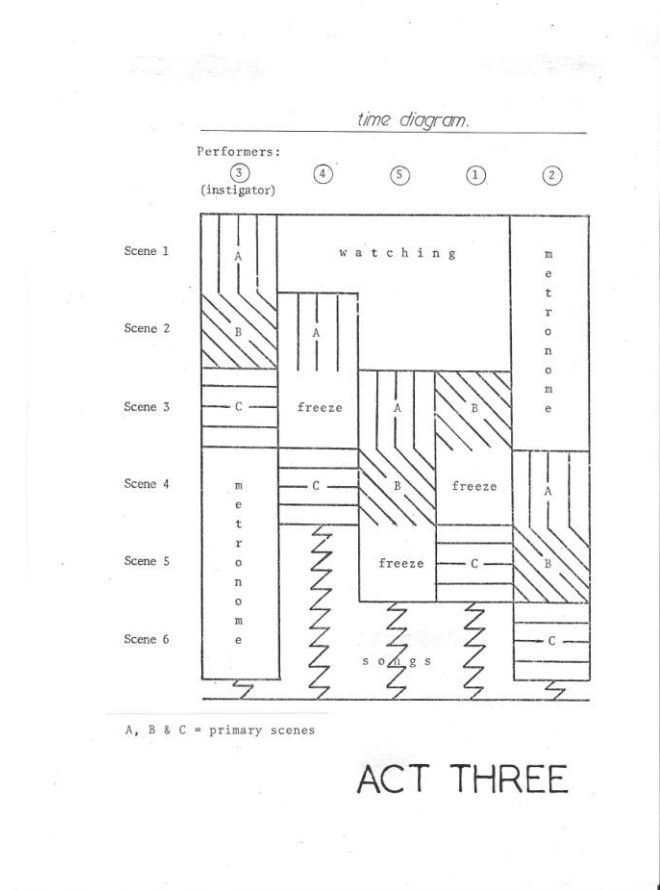 time diagram.
Performers:
3 4 5 1 2
(instigator)
Scene 1
A
watching
metronome
Scene 2
B
A
Scene 3
C
freeze
A
B
Scene 4
metronome
C
B
freeze
A
Scene 5
freeze
C
B
Scene 6
songs
C
A, B & C = primary scenes
ACT THREE